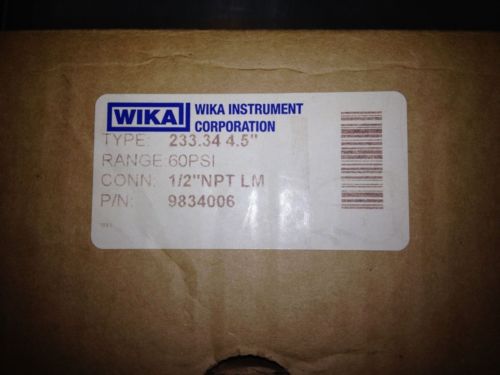 WIKA
WIKA INSTRUMENT
CORPORATION
TYPE: 233.34 4.5"
RANGE:60PSI
CONN: 1/2"NPT LM
P/N: 9834006